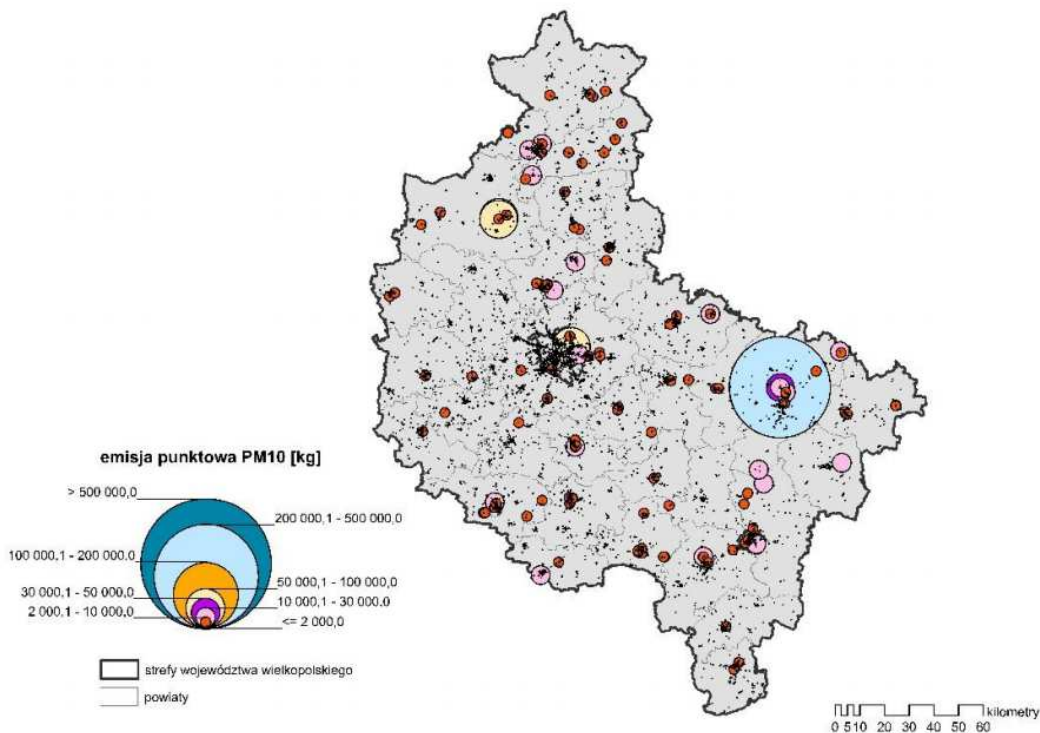 emisja punktowa PM10 [kg]
> 500 000,0
200 000,1 - 500 000,0
100 000,1 - 200 000,0
50 000,1 - 100 000,0
30 000,1 - 50 000,0
10 000,1 - 30 000,0
2 000,1 - 10 000,0
<= 2 000,0
strefy województwa wielkopolskiego
powiaty
kilometry
0 5 10 20 30 40 50 60